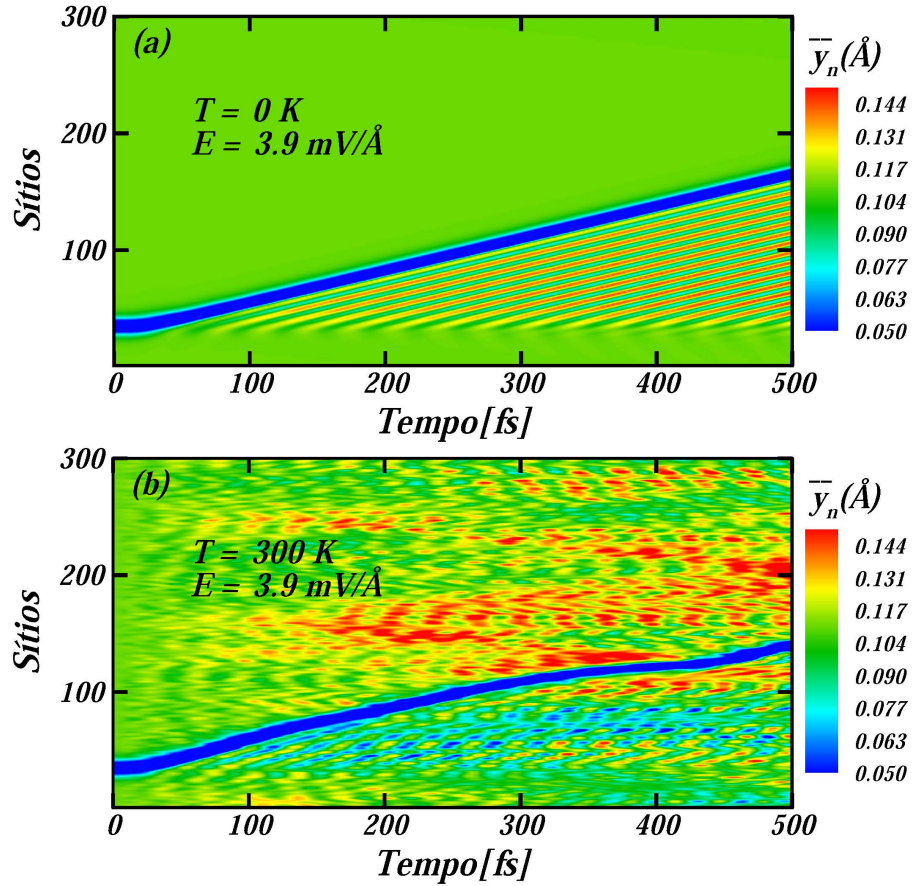 300
(a)
T = 0 K
E = 3.9 mV/Å
200
100
Sítios
0
100
200
300
400
500
Tempo[fs]
y̅n(Å)
0.144
0.131
0.117
0.104
0.090
0.077
0.063
0.050
300
(b)
T = 300 K
E = 3.9 mV/Å
200
100
Sítios
0
100
200
300
400
500
Tempo[fs]
y̅n(Å)
0.144
0.131
0.117
0.104
0.090
0.077
0.063
0.050